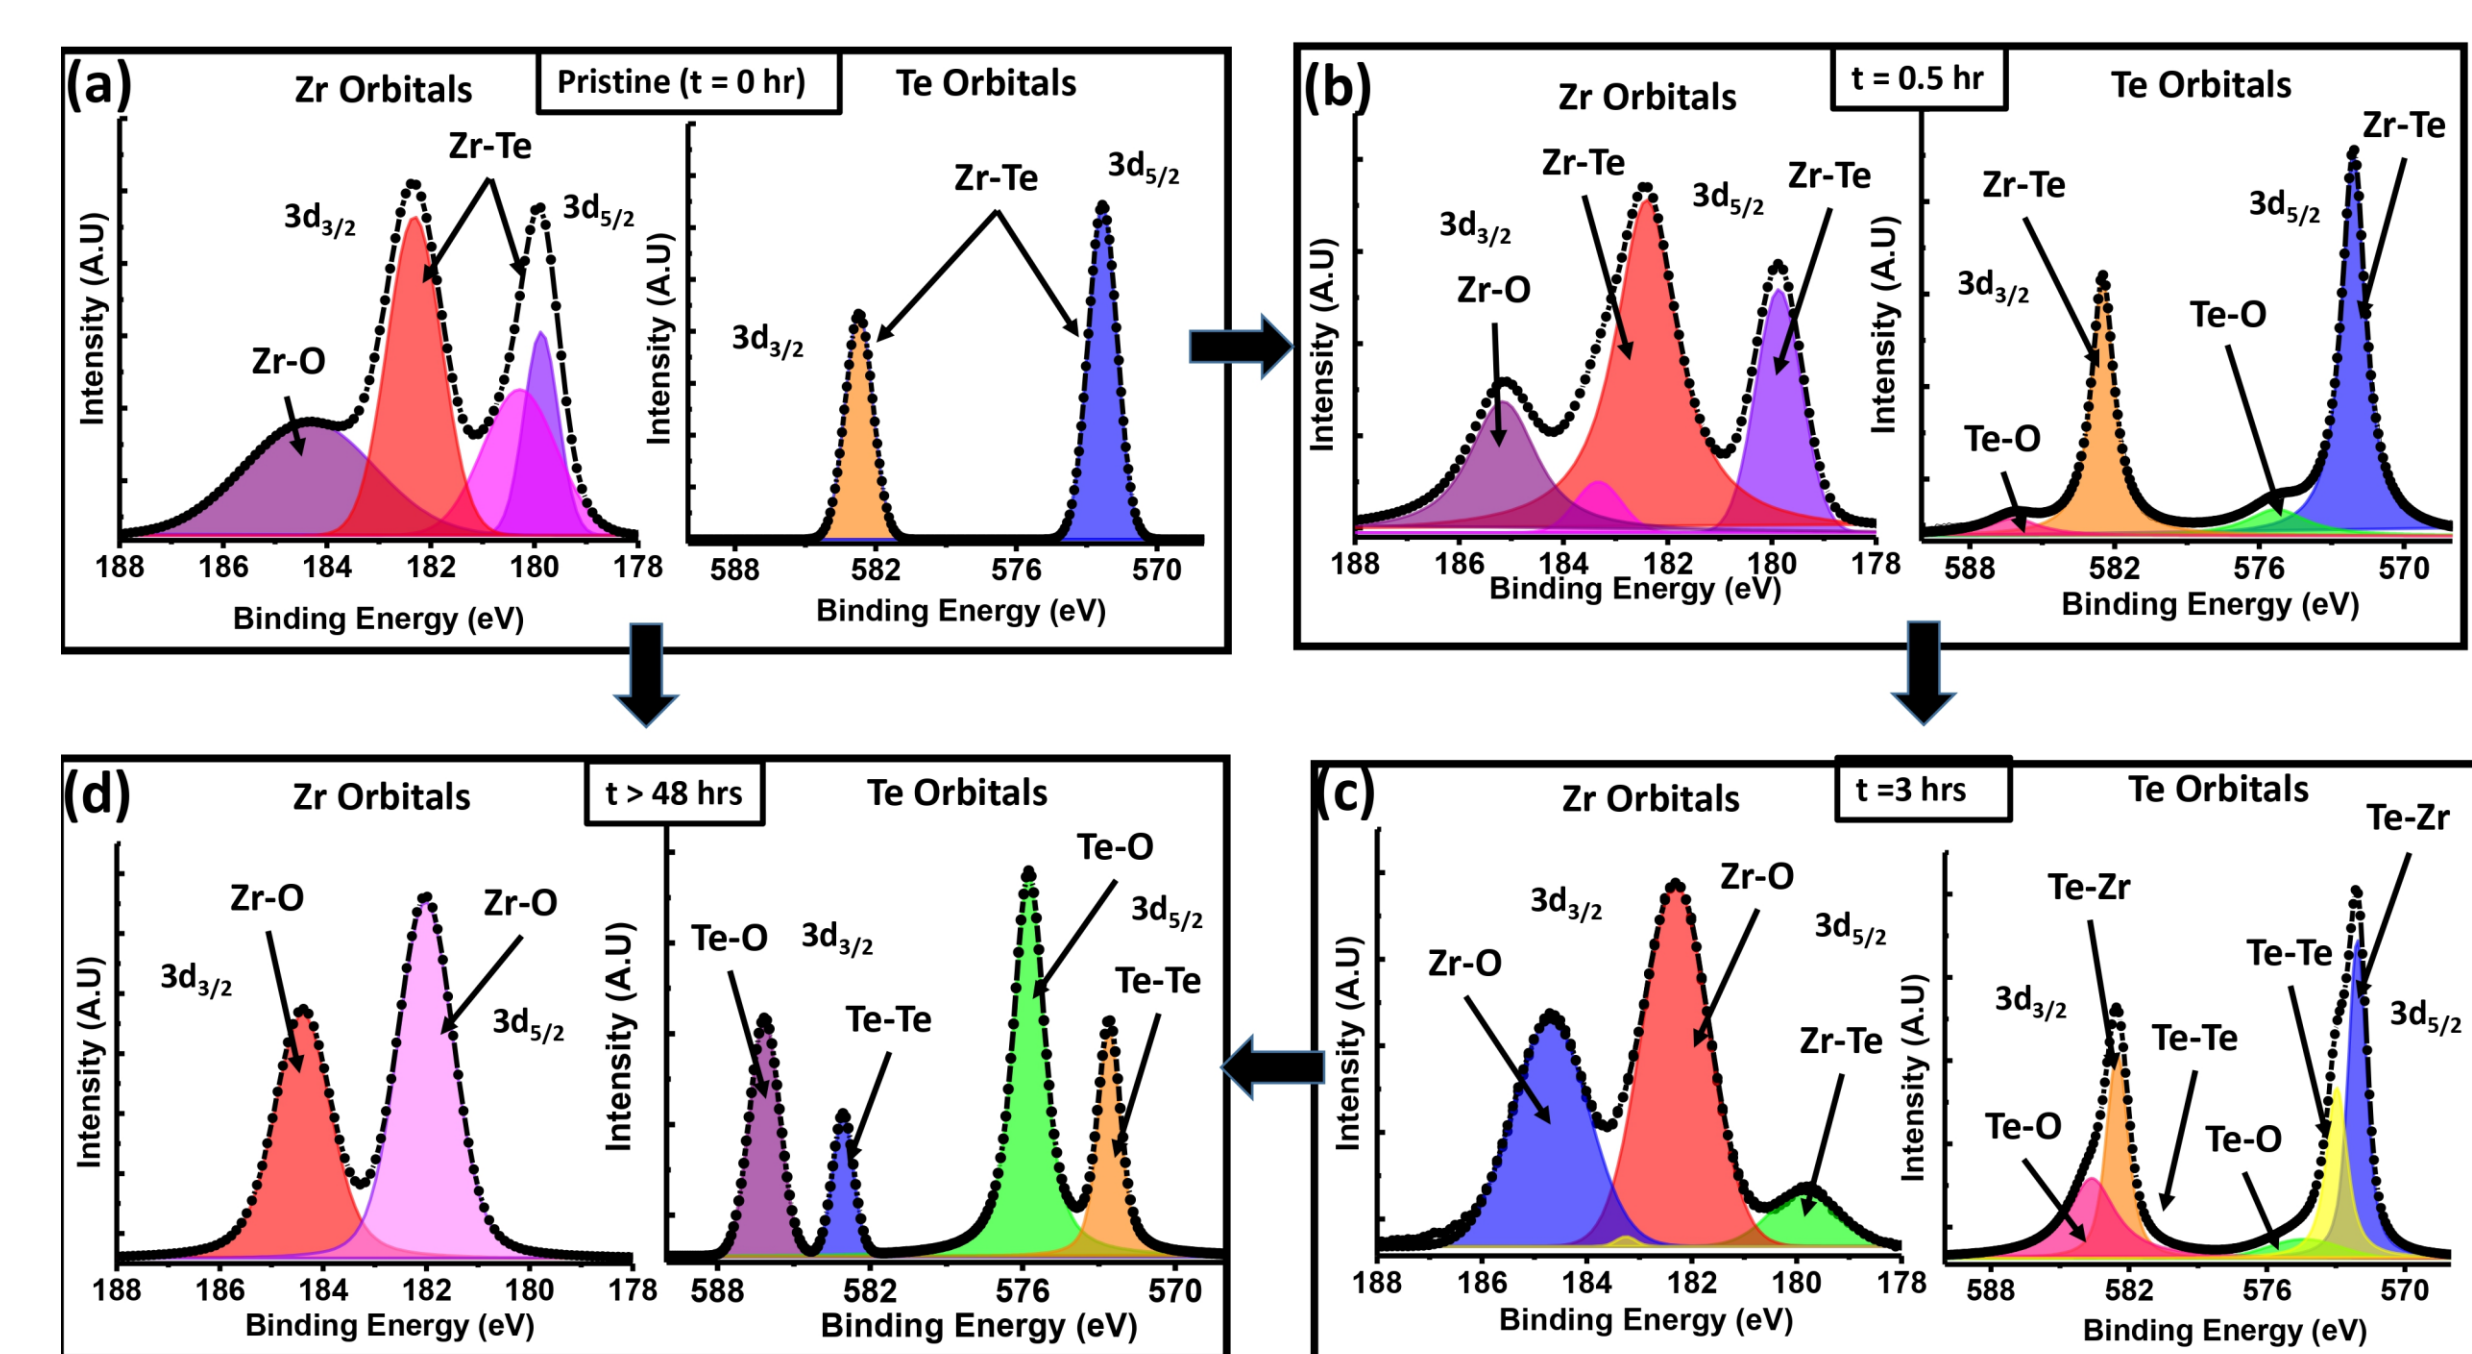 (a)
Zr Orbitals
Pristine (t = 0 hr)
Te Orbitals
Zr-Te
3d3/2
3d5/2
Zr-O
Intensity (A.U)
188 186 184 182 180 178
Binding Energy (eV)
Zr-Te
3d5/2
3d3/2
Intensity (A.U)
588 582 576 570
Binding Energy (eV)
(b)
Zr Orbitals
t = 0.5 hr
Te Orbitals
Zr-Te
Zr-Te
3d5/2
3d3/2
Zr-O
Intensity (A.U)
188 186 184 182 180 178
Binding Energy (eV)
Zr-Te
Zr-Te
3d5/2
3d3/2
Te-O
Te-O
Intensity (A.U)
588 582 576 570
Binding Energy (eV)
(d)
Zr Orbitals
t > 48 hrs
Te Orbitals
Zr-O
Zr-O
3d3/2
3d5/2
Intensity (A.U)
188 186 184 182 180 178
Binding Energy (eV)
Te-O
3d5/2
Te-O
3d3/2
Te-Te
Te-Te
Intensity (A.U)
588 582 576 570
Binding Energy (eV)
(c)
Zr Orbitals
t =3 hrs
Te Orbitals
Zr-O
3d3/2
3d5/2
Zr-O
Zr-Te
Intensity (A.U)
188 186 184 182 180 178
Binding Energy (eV)
Te-Zr
Te-Zr
Te-Te
3d3/2
3d5/2
Te-Te
Te-O
Te-O
Intensity (A.U)
588 582 576 570
Binding Energy (eV)